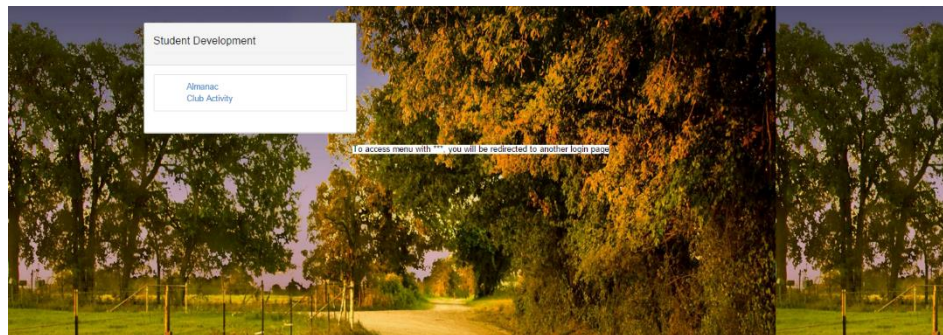 Student Development
Almanac
Club Activity
To access menu with "*", you will be redirected to another login page